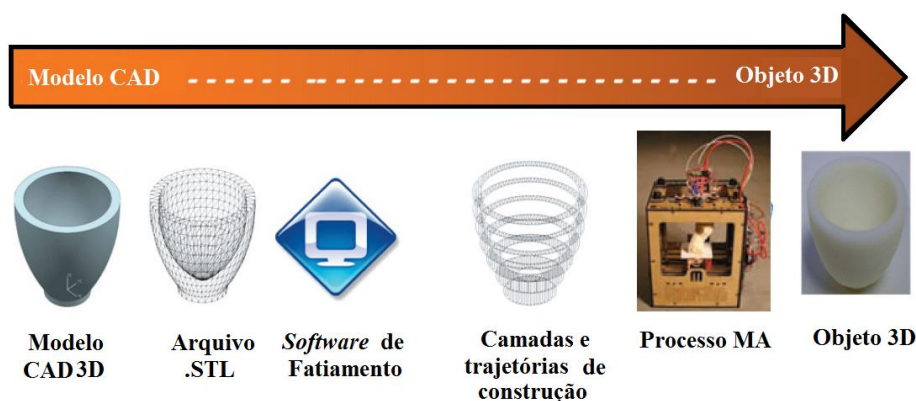 Modelo CAD
Objeto 3D
Modelo
CAD 3D
Arquivo
.STL
Software de
Fatiamento
Camadas e
trajetórias de
construção
Processo MA
Objeto 3D